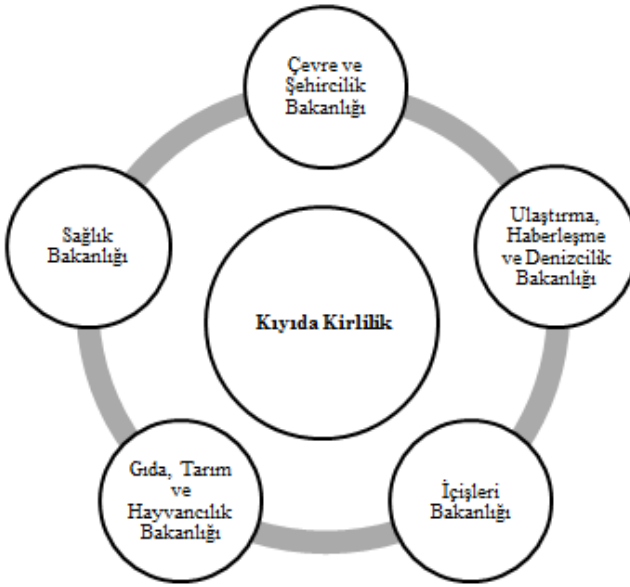 Çevre ve
Şehircilik
Bakanlığı
Ulaştırma,
Haberleşme
ve Denizcilik
Bakanlığı
Sağlık
Bakanlığı
Kıyıda Kirlilik
Gıda, Tarım
ve
Hayvancılık
Bakanlığı
İçişleri
Bakanlığı